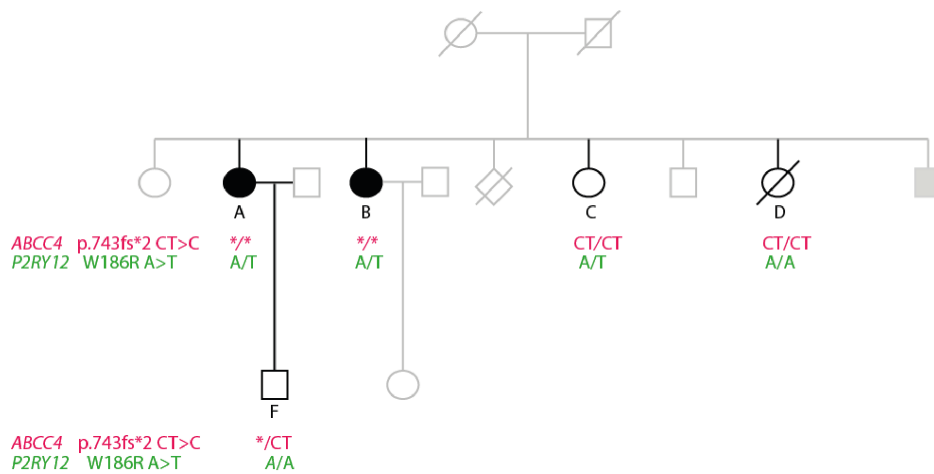 A B C D
ABCC4 p.743fs*2 CT>C */* */* CT/CT CT/CT
P2RY12 W186R A>T A/T A/T A/T A/A
F
ABCC4 p.743fs*2 CT>C */CT
P2RY12 W186R A>T A/A